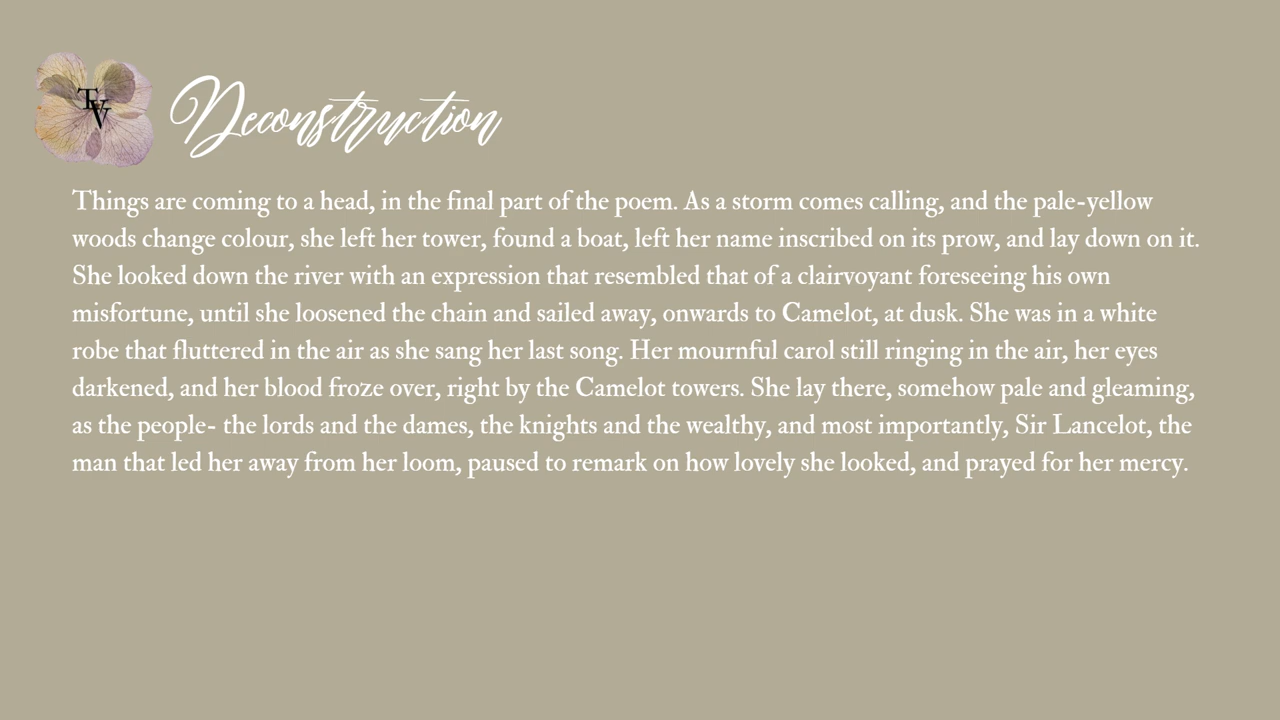 TV
Deconstruction
Things are coming to a head, in the final part of the poem. As a storm comes calling, and the pale-yellow
woods change colour, she left her tower, found a boat, left her name inscribed on its prow, and lay down on it.
She looked down the river with an expression that resembled that of a clairvoyant foreseeing his own
misfortune, until she loosened the chain and sailed away, onwards to Camelot, at dusk. She was in a white
robe that fluttered in the air as she sang her last song. Her mournful carol still ringing in the air, her eyes
darkened, and her blood froze over, right by the Camelot towers. She lay there, somehow pale and gleaming,
as the people- the lords and the dames, the knights and the wealthy, and most importantly, Sir Lancelot, the
man that led her away from her loom, paused to remark on how lovely she looked, and prayed for her mercy.